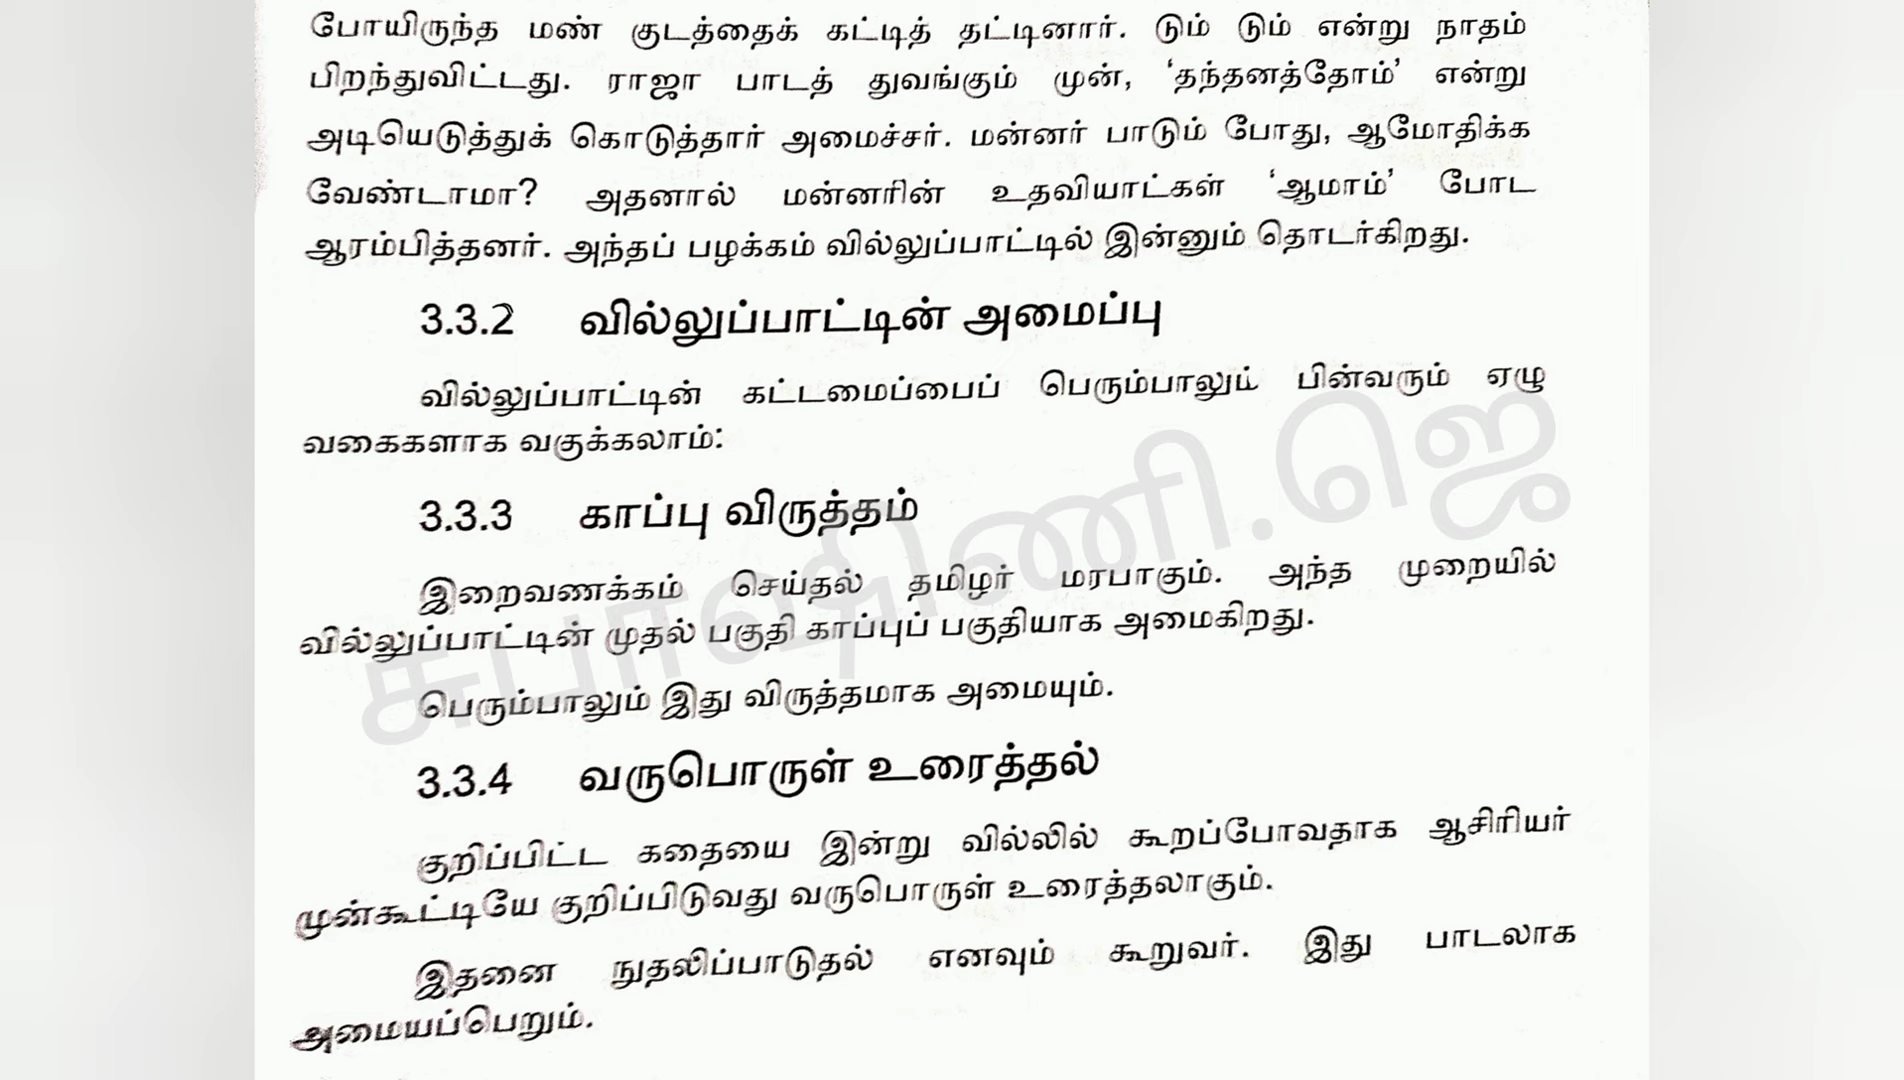 போயிருந்த மண் குடத்தைக் கட்டித் தட்டினார். டும் டும் என்று நாதம்
பிறந்துவிட்டது. ராஜா பாடத் துவங்கும் முன், ‘தந்தனத்தோம்’ என்று
அடியெடுத்துக் கொடுத்தார் அமைச்சர். மன்னர் பாடும் போது, ஆமோதிக்க
வேண்டாமா? அதனால் மன்னரின் உதவியாட்கள் ‘ஆமாம்’ போட
ஆரம்பித்தனர். அந்தப் பழக்கம் வில்லுப்பாட்டில் இன்னும் தொடர்கிறது.
3.3.2 வில்லுப்பாட்டின் அமைப்பு
வில்லுப்பாட்டின் கட்டமைப்பைப் பெரும்பாலும் பின்வரும் ஏழு
வகைகளாக வகுக்கலாம்:
3.3.3 காப்பு விருத்தம்
இறைவணக்கம் செய்தல் தமிழர் மரபாகும். அந்த முறையில்
வில்லுப்பாட்டின் முதல் பகுதி காப்புப் பகுதியாக அமைகிறது.
பெரும்பாலும் இது விருத்தமாக அமையும்.
சுபாஷிணி.ஜெ
3.3.4 வருபொருள் உரைத்தல்
குறிப்பிட்ட கதையை இன்று வில்லில் கூறப்போவதாக ஆசிரியர்
முன்கூட்டியே குறிப்பிடுவது வருபொருள் உரைத்தலாகும்.
இதனை நுதலிப்பாடுதல் எனவும் கூறுவர். இது பாடலாக
அமையப்பெறும்.